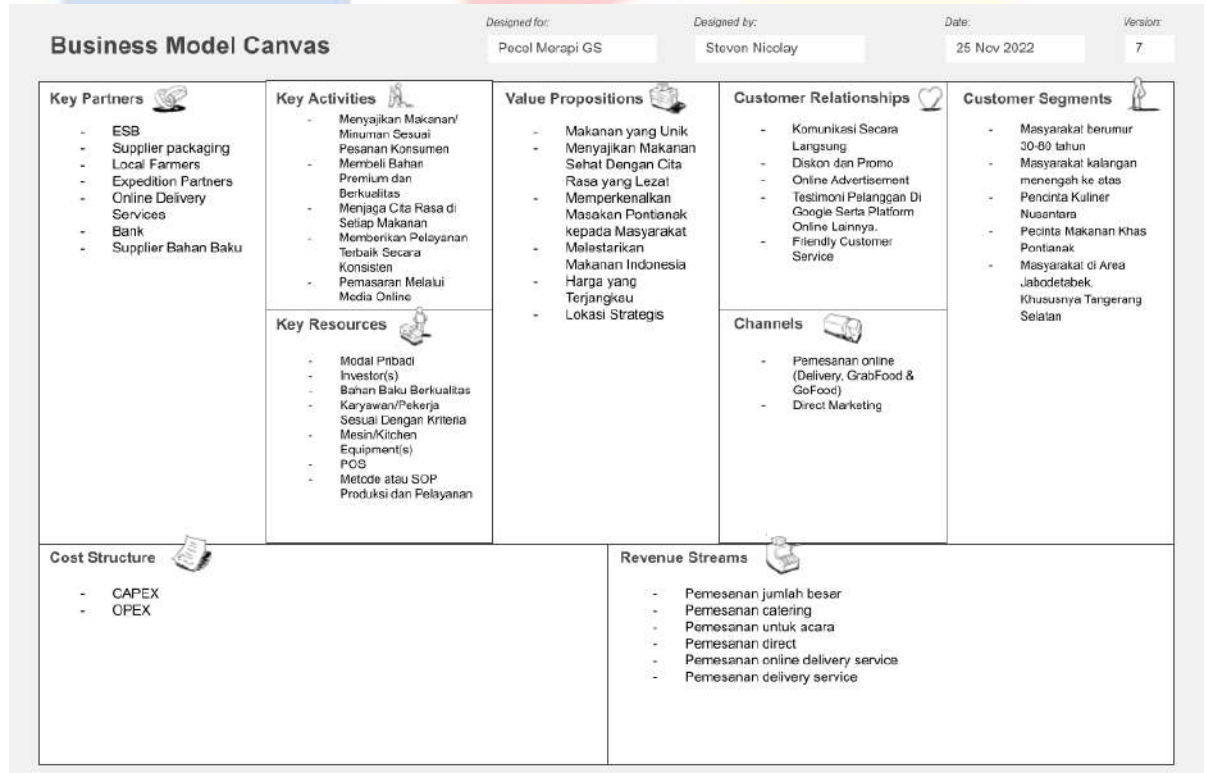 Designed for:
Designed by:
Date:
Version:
Business Model Canvas
Pecel Merapi GS
Steven Nicolay
25 Nov 2022
7
Key Partners
- ESB
- Supplier packaging
- Local Farmers
- Expedition Partners
- Online Delivery
Services
- Bank
- Supplier Bahan Baku
Key Activities
- Menyajikan Makanan/
Minuman Sesuai
Pesanan Konsumen
- Membeli Bahan
Premium dan
Berkualitas
- Menjaga Cita Rasa di
Setiap Makanan
- Memberikan Pelayanan
Terbaik Secara
Konsisten
- Pemasaran Melalui
Media Online
Key Resources
- Modal Pribadi
- Investor(s)
- Bahan Baku Berkualitas
- Karyawan/Pekerja
Sesuai Dengan Kriteria
- Mesin/Kitchen
Equipment(s)
- POS
- Metode atau SOP
Produksi dan Pelayanan
Value Propositions
- Makanan yang Unik
- Menyajikan Makanan
Sehat Dengan Cita
Rasa yang Lezat
- Memperkenalkan
Masakan Pontianak
kepada Masyarakat
- Melestarikan
Makanan Indonesia
- Harga yang
Terjangkau
- Lokasi Strategis
Customer Relationships
- Komunikasi Secara
Langsung
- Diskon dan Promo
- Online Advertisement
- Testimoni Pelanggan Di
Google Serta Platform
Online Lainnya.
- Friendly Customer
Service
Channels
- Pemesanan online
(Delivery, GrabFood &
GoFood)
- Direct Marketing
Customer Segments
- Masyarakat berumur
30-80 tahun
- Masyarakat kalangan
menengah ke atas
- Pencinta Kuliner
Nusantara
- Pecinta Makanan Khas
Pontianak
- Masyarakat di Area
Jabodetabek,
Khususnya Tangerang
Selatan
Cost Structure
- CAPEX
- OPEX
Revenue Streams
- Pemesanan jumlah besar
- Pemesanan catering
- Pemesanan untuk acara
- Pemesanan direct
- Pemesanan online delivery service
- Pemesanan delivery service